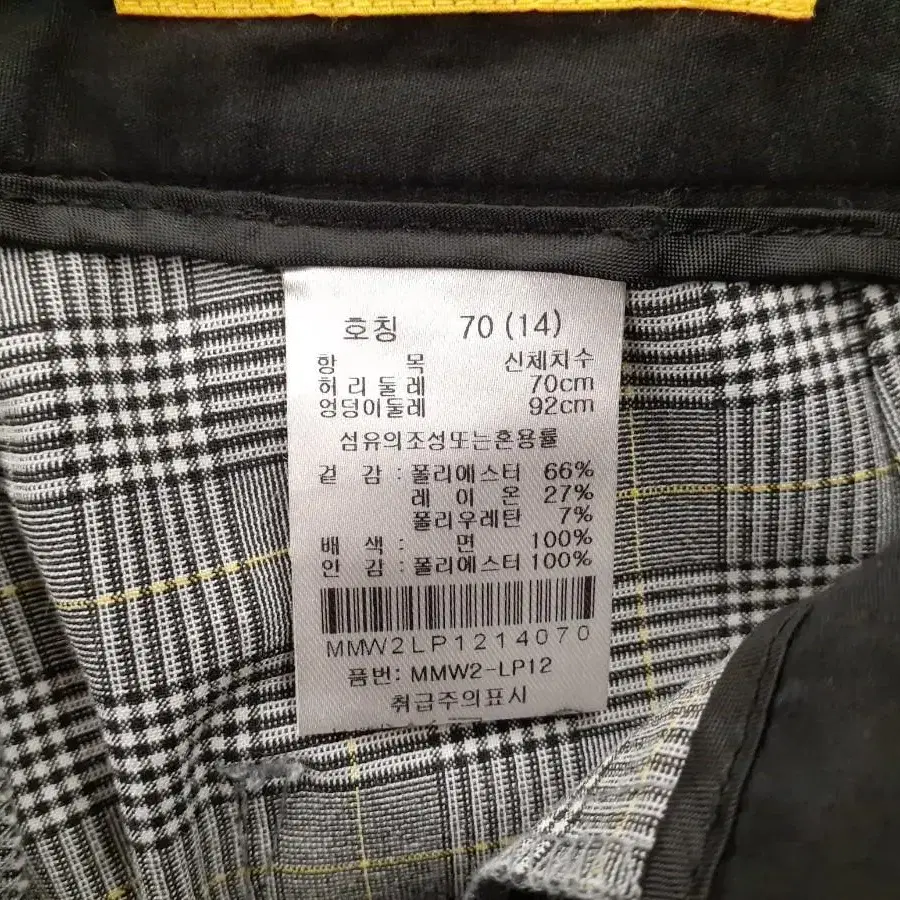 호칭 70 (14)
항 목 신체치수
허리둘레 70cm
엉덩이둘레 92cm
섬유의조성또는혼용률
겉 감 : 폴리에스터 66%
레 이 온 27%
폴리우레탄 7%
배 색 : 면 100%
안 감 : 폴리에스터 100%
MMW2LP1214070
품번: MMW2-LP12
취급주의표시